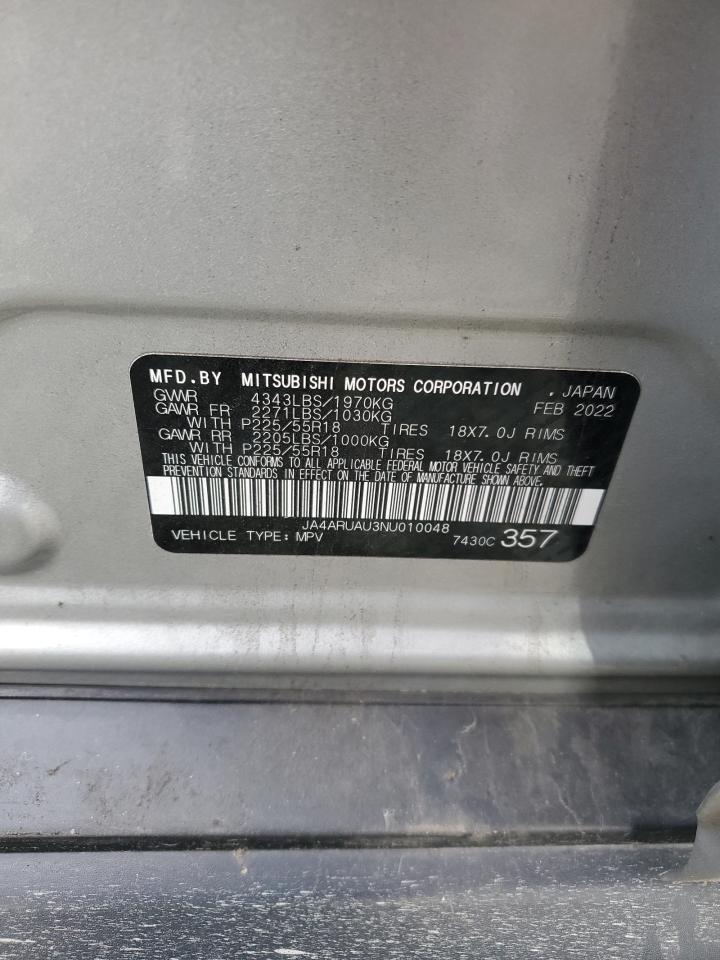 MFD.BY MITSUBISHI MOTORS CORPORATION , JAPAN
GVWR 4343LBS/1970KG FEB 2022
GAWR FR 2271LBS/1030KG
WITH P225/55R18 TIRES 18X7.0J RIMS
GAWR RR 2205LBS/1000KG
WITH P225/55R18 TIRES 18X7.0J RIMS
THIS VEHICLE CONFORMS TO ALL APPLICABLE FEDERAL MOTOR VEHICLE SAFETY AND THEFT
PREVENTION STANDARDS IN EFFECT ON THE DATE OF MANUFACTURE SHOWN ABOVE.
JA4ARUAU3NU010048
VEHICLE TYPE: MPV 7430C 357